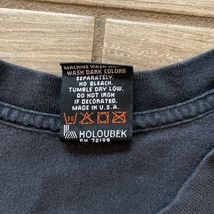 MACHINE WASH WARM
WASH DARK COLORS
SEPARATELY.
NO BLEACH.
TUMBLE DRY LOW.
DO NOT IRON
IF DECORATED.
MADE IN U.S.A.
HOLOUBEK
RN 72199